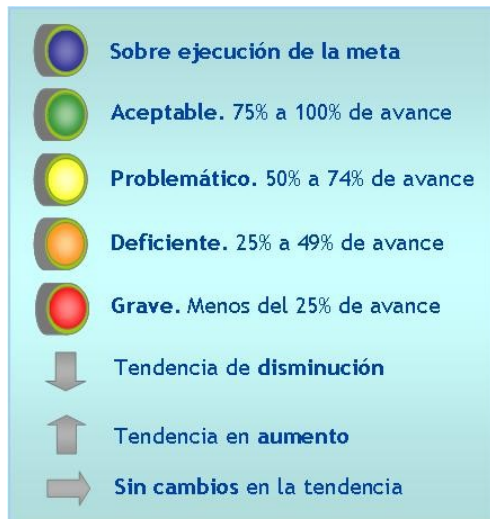 Sobre ejecución de la meta
Aceptable. 75% a 100% de avance
Problemático. 50% a 74% de avance
Deficiente. 25% a 49% de avance
Grave. Menos del 25% de avance
Tendencia de disminución
Tendencia en aumento
Sin cambios en la tendencia